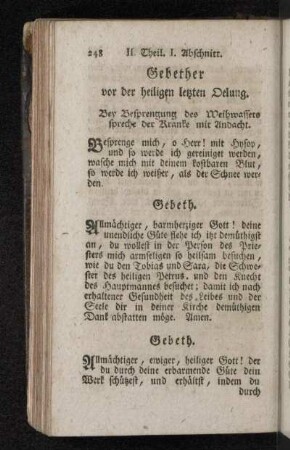 248 II. Theil. I. Abschnitt.
Gebether
vor der heiligen letzten Oelung.
Bey Besprengung des Weihwassers
spreche der Kranke mit Andacht.
Besprenge mich, o Herr! mit Hysop,
und so werde ich gereiniget werden,
wasche mich mit deinem kostbaren Blut,
so werde ich weißer, als der Schnee wer-
den
Gebeth.
Allmächtiger, barmherziger Gott! deine
unendliche Güte flehe ich itzt demüthigst
an, du wollest in der Person des Prie-
sters mich armseligen so heilsam besuchen,
wie du den Tobias und Sara, die Schwe-
ster des heiligen Petrus, und den Knecht
des Hauptmannes besuchet; damit ich nach
erhaltener Gesundheit des Leibes und der
Seele dir in deiner Kirche demüthigen
Dank abstatten möge. Amen.
Gebeth.
Allmächtiger, ewiger, heiliger Gott! der
du durch deine erbarmende Güte dein
Werk schützest, und erhältst, indem du
durch